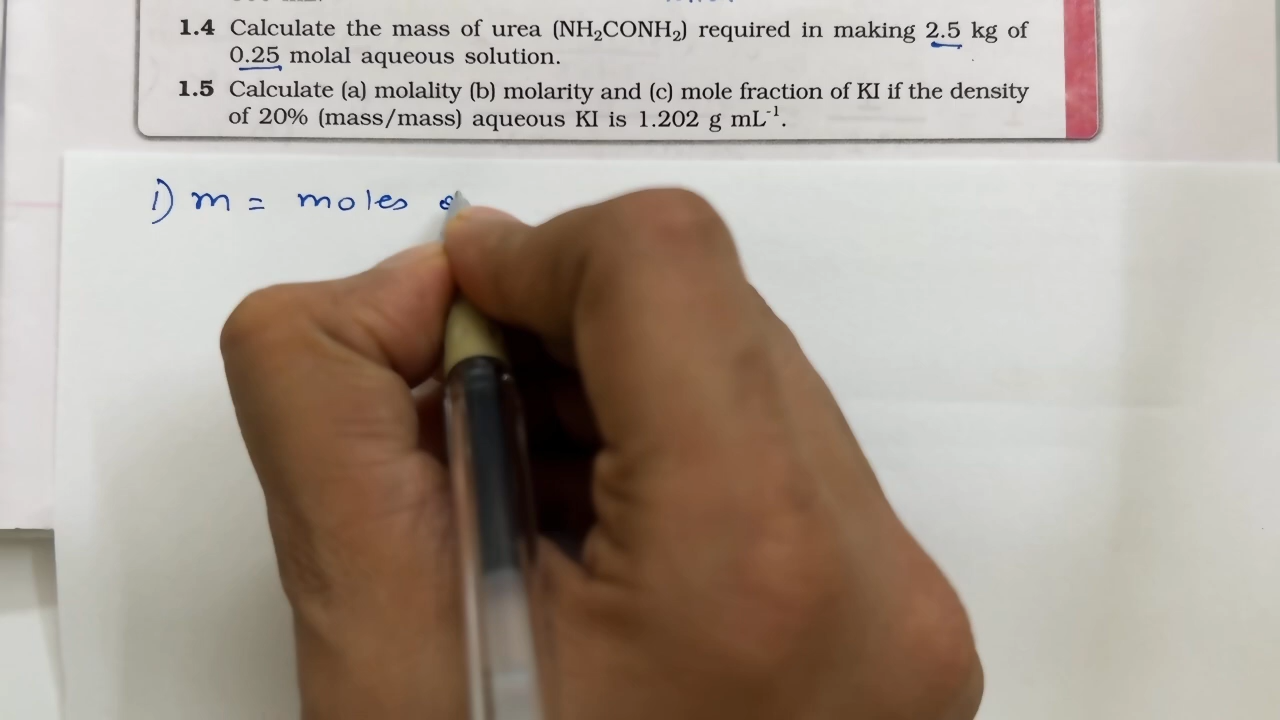 1.4 Calculate the mass of urea (NH₂CONH₂) required in making 2.5 kg of
0.25 molal aqueous solution.
1.5 Calculate (a) molality (b) molarity and (c) mole fraction of KI if the density
of 20% (mass/mass) aqueous KI is 1.202 g mL⁻¹.
1) m = moles